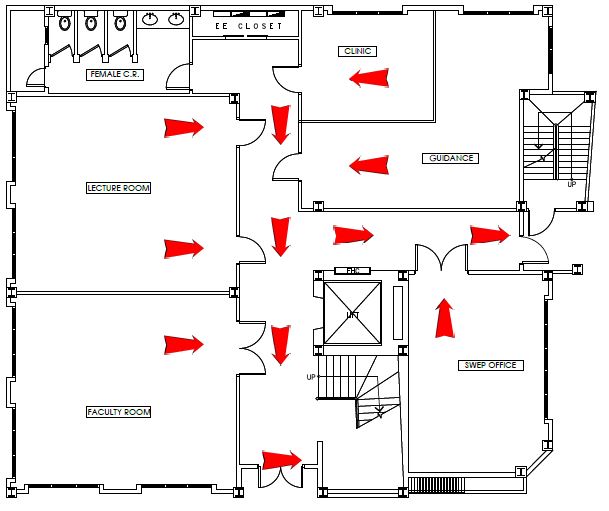 EE CLOSET
CLINIC
FEMALE C.R.
GUIDANCE
UP
LECTURE ROOM
FHC
LIFT
UP
SWEP OFFICE
FACULTY ROOM